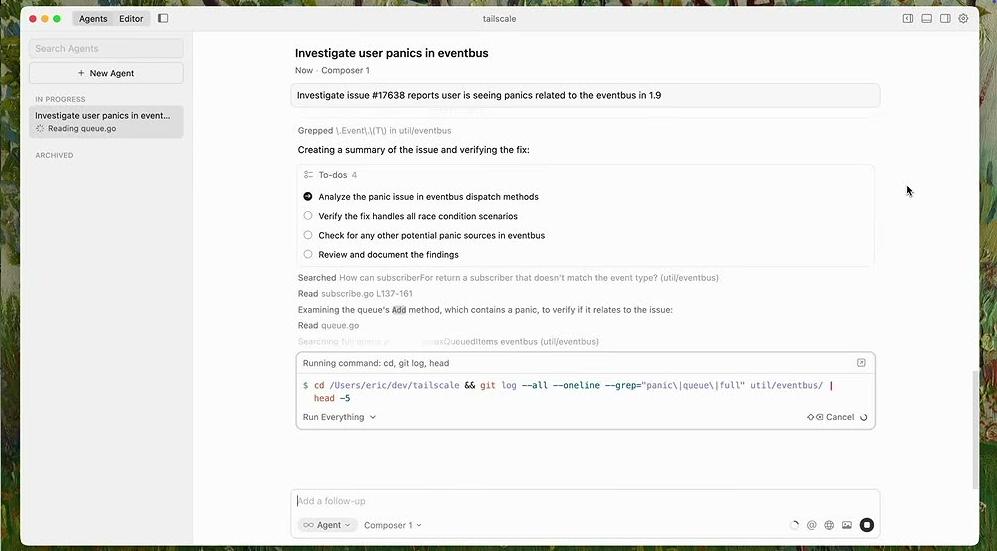 Agents Editor
tailscale
Search Agents
+ New Agent
IN PROGRESS
Investigate user panics in event...
Reading queue.go
ARCHIVED
Investigate user panics in eventbus
Now · Composer 1
Investigate issue #17638 reports user is seeing panics related to the eventbus in 1.9
Grepped \.Event\.\(T\) in util/eventbus
Creating a summary of the issue and verifying the fix:
To-dos 4
Analyze the panic issue in eventbus dispatch methods
Verify the fix handles all race condition scenarios
Check for any other potential panic sources in eventbus
Review and document the findings
Searched How can subscriberFor return a subscriber that doesn't match the event type? (util/eventbus)
Read subscribe.go L137-161
Examining the queue's Add method, which contains a panic, to verify if it relates to the issue:
Read queue.go
Searching full queue axQueuedItems eventbus (util/eventbus)
Running command: cd, git log, head
$ cd /Users/eric/dev/tailscale && git log --all --oneline --grep="panic\|queue\|full" util/eventbus/ |
head -5
Run Everything
Cancel
Add a follow-up
Agent Composer 1